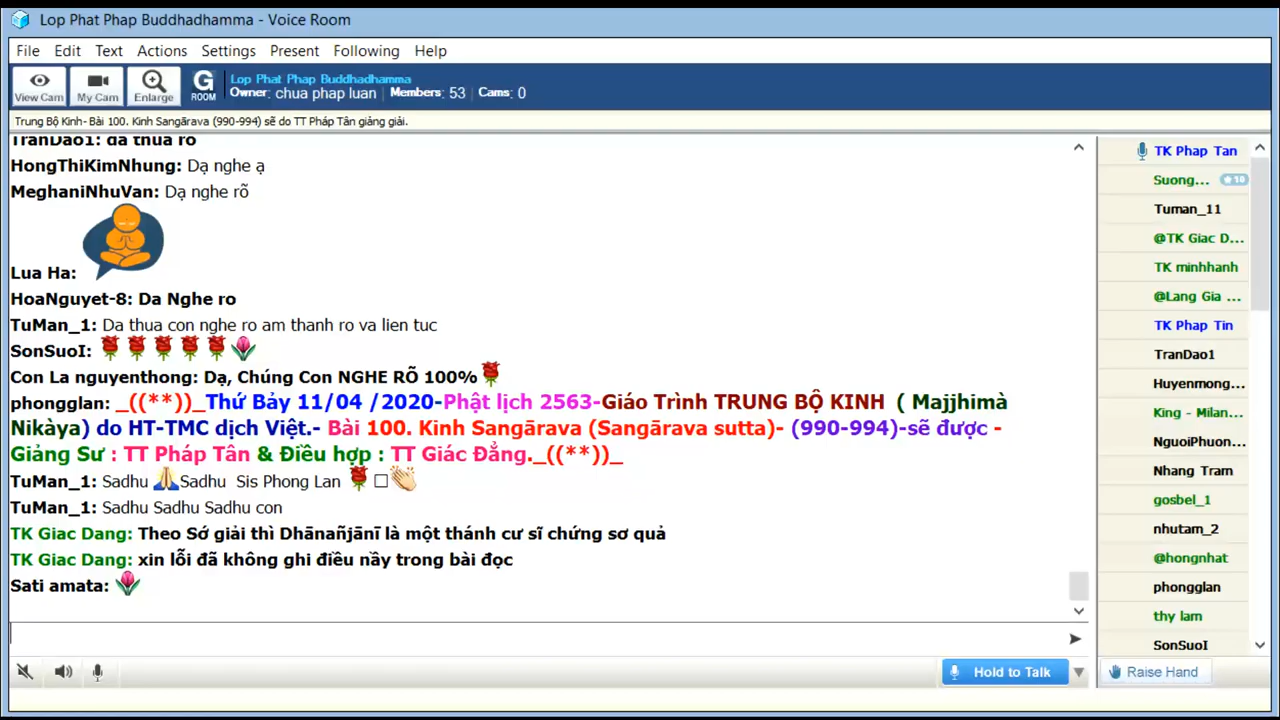 Lop Phat Phap Buddhadhamma - Voice Room
File Edit Text Actions Settings Present Following Help
View Cam My Cam Enlarge G ROOM
Lop Phat Phap Buddhadhamma
Owner: chua phap luan | Members: 53 | Cams: 0
Trung Bộ Kinh- Bài 100. Kinh Sangārava (990-994) sẽ do TT Pháp Tân giảng giải.
TranDao1: da thua ro
HongThiKimNhung: Dạ nghe ạ
MeghaniNhuVan: Dạ nghe rõ
Lua Ha:
HoaNguyet-8: Da Nghe ro
TuMan_1: Da thua con nghe ro am thanh ro va lien tuc
SonSuoI:
Con La nguyenthong: Dạ, Chúng Con NGHE RÕ 100%
phongglan: _((**))_Thứ Bảy 11/04 /2020-Phật lịch 2563-Giáo Trình TRUNG BỘ KINH ( Majjhimà
Nikàya) do HT-TMC dịch Việt.- Bài 100. Kinh Sangārava (Sangārava sutta)- (990-994)-sẽ được -
Giảng Sư : TT Pháp Tân & Điều hợp : TT Giác Đẳng._((**))_
TuMan_1: Sadhu 🙏Sadhu Sis Phong Lan 🌹□👏
TuMan_1: Sadhu Sadhu Sadhu con
TK Giac Dang: Theo Sớ giải thì Dhānañjānī là một thánh cư sĩ chứng sơ quả
TK Giac Dang: xin lỗi đã không ghi điều nầy trong bài đọc
Sati amata:
Hold to Talk
TK Phap Tan
Suong... 10
Tuman_11
@TK Giac D...
TK minhhanh
@Lang Gia ...
TK Phap Tin
TranDao1
Huyenmong...
King - Milan...
NguoiPhuon...
Nhang Tram
gosbel_1
nhutam_2
@hongnhat
phongglan
thy lam
SonSuoI
Raise Hand